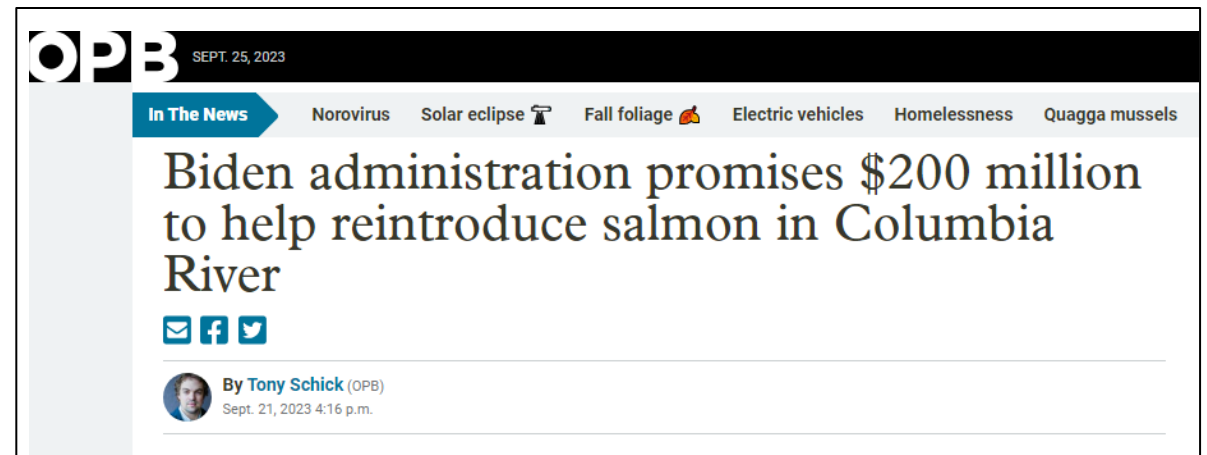 OPB SEPT. 25, 2023
In The News Norovirus Solar eclipse Fall foliage 🍂 Electric vehicles Homelessness Quagga mussels
Biden administration promises $200 million
to help reintroduce salmon in Columbia
River
By Tony Schick (OPB)
Sept. 21, 2023 4:16 p.m.